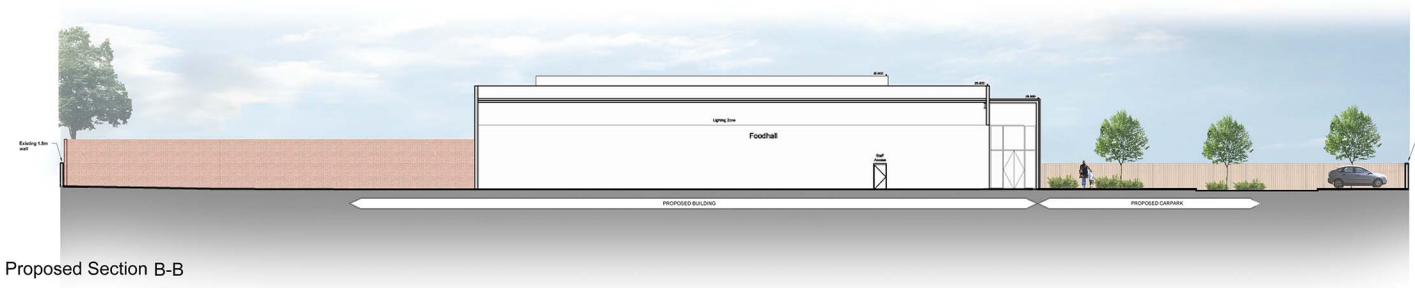 Existing 1.8m
wall
Lighting Zone
Foodhall
Staff
Access
PROPOSED BUILDING
PROPOSED CARPARK
Proposed Section B-B